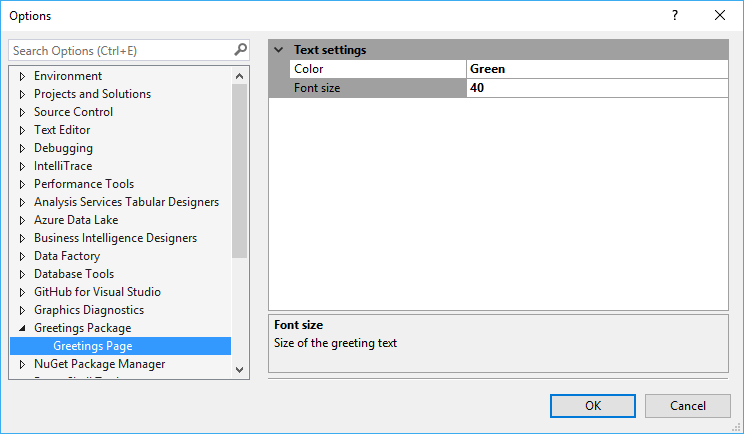 Options
?
Search Options (Ctrl+E)
Environment
Projects and Solutions
Source Control
Text Editor
Debugging
IntelliTrace
Performance Tools
Analysis Services Tabular Designers
Azure Data Lake
Business Intelligence Designers
Data Factory
Database Tools
GitHub for Visual Studio
Graphics Diagnostics
Greetings Package
Greetings Page
NuGet Package Manager
Text settings
Color Green
Font size 40
Font size
Size of the greeting text
OK Cancel